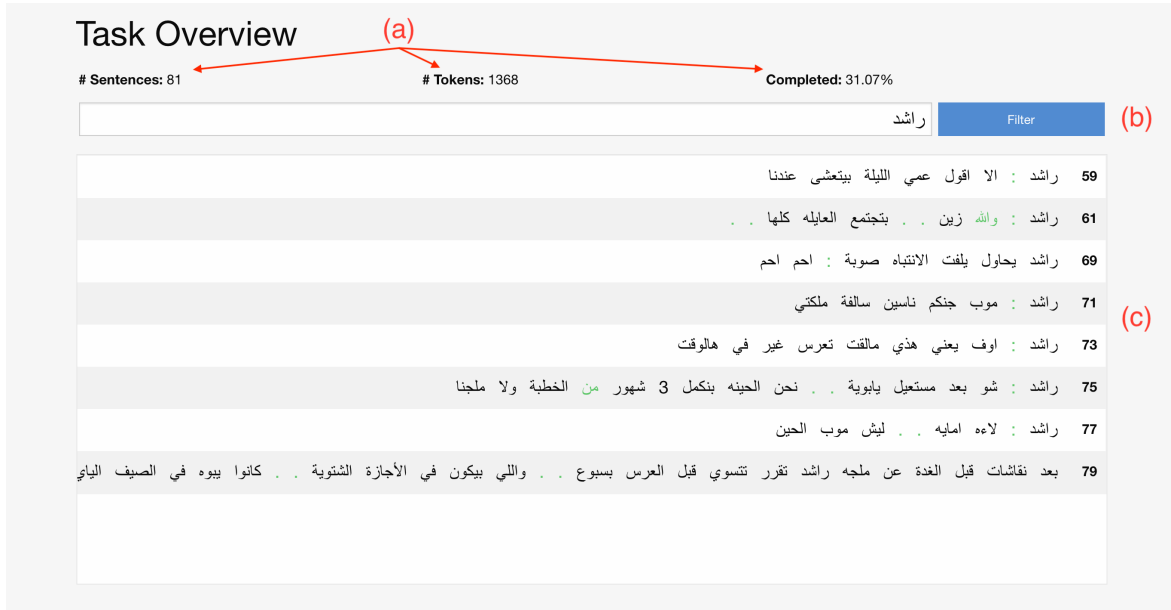 Task Overview
(a)
# Sentences: 81 # Tokens: 1368 Completed: 31.07%
راشد Filter (b)
59 راشد : الا اقول عمي الليلة بيتعشى عندنا
61 راشد : والله زين . . بتجتمع العايله كلها . .
69 راشد يحاول يلفت الانتباه صوبة : احم احم
71 راشد : موب جنكم ناسين سالفة ملكتي
(c)
73 راشد : اوف يعني هذي مالقت تعرس غير في هالوقت
75 راشد : شو بعد مستعيل يابوية . . نحن الحينه بنكمل 3 شهور من الخطبة ولا ملجنا
77 راشد : لاءه امايه . . ليش موب الحين
79 بعد نقاشات قبل الغدة عن ملجه راشد تقرر تتسوي قبل العرس بسبوع . . واللي بيكون في الأجازة الشتوية . . كانوا يبوه في الصيف الياي